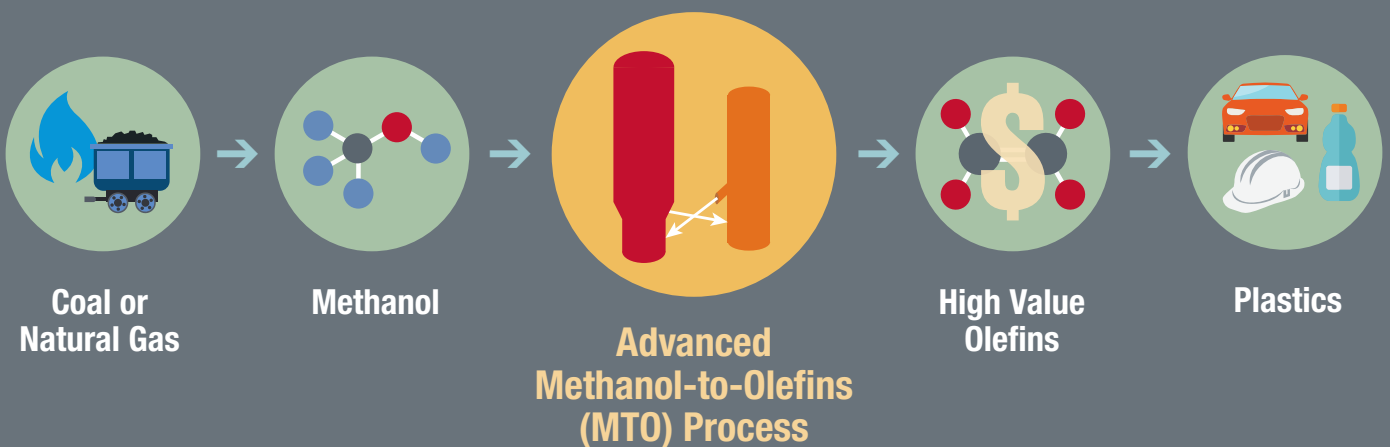 Coal or
Natural Gas
Methanol
Advanced
Methanol-to-Olefins
(MTO) Process
$
High Value
Olefins
Plastics